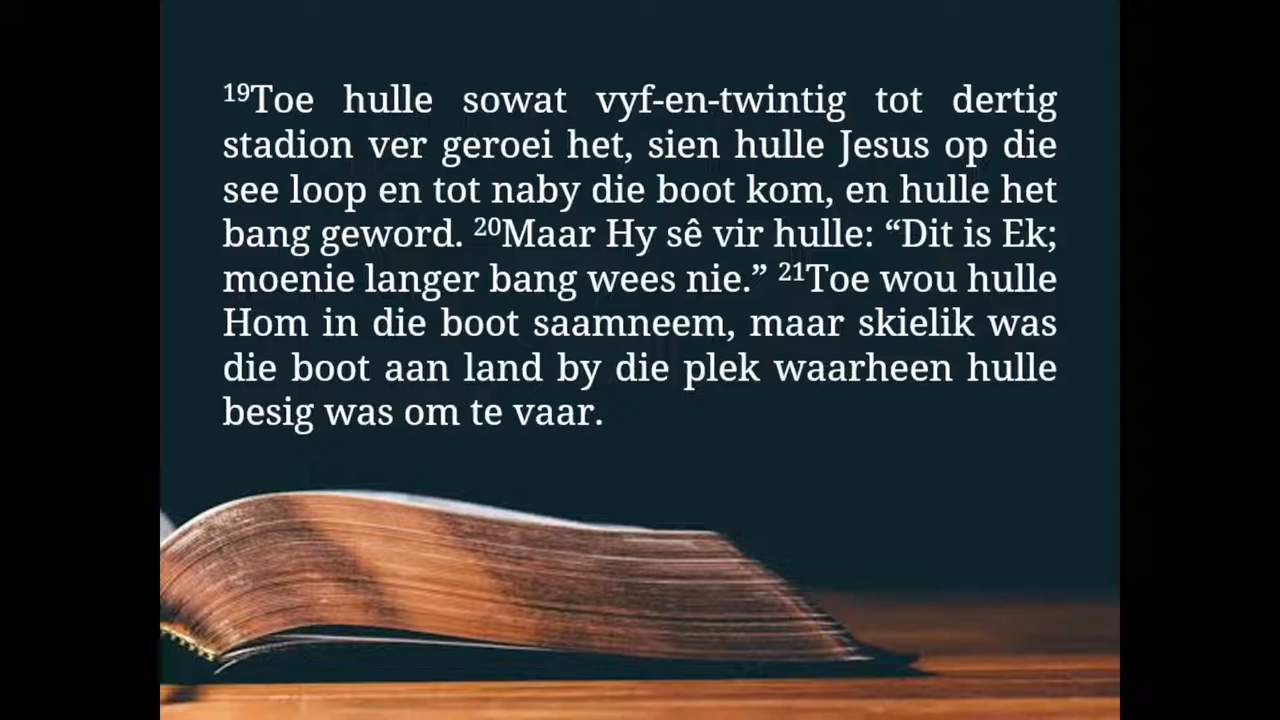 ¹⁹Toe hulle sowat vyf-en-twintig tot dertig
stadion ver geroei het, sien hulle Jesus op die
see loop en tot naby die boot kom, en hulle het
bang geword. ²⁰Maar Hy sê vir hulle: “Dit is Ek;
moenie langer bang wees nie.” ²¹Toe wou hulle
Hom in die boot saamneem, maar skielik was
die boot aan land by die plek waarheen hulle
besig was om te vaar.